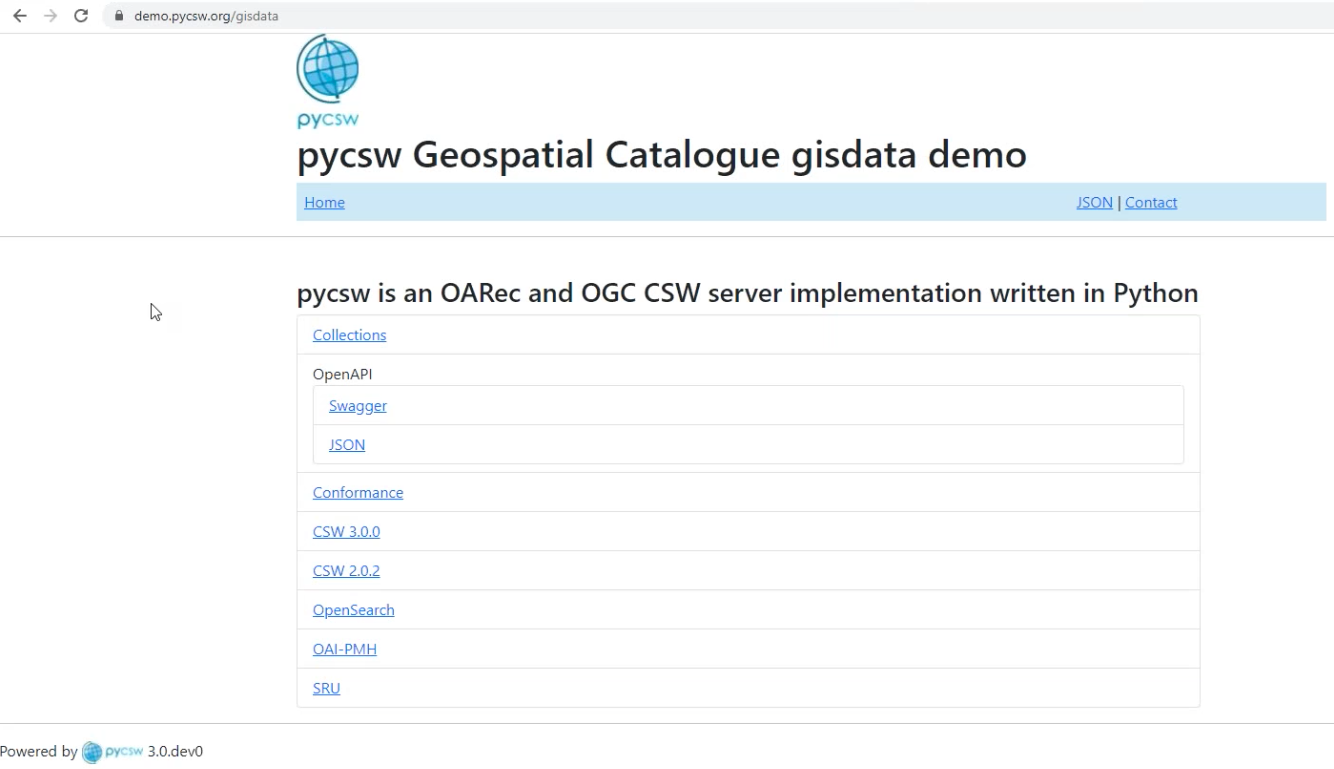 demo.pycsw.org/gisdata
pycsw
pycsw Geospatial Catalogue gisdata demo
Home JSON | Contact
pycsw is an OARec and OGC CSW server implementation written in Python
Collections
OpenAPI
Swagger
JSON
Conformance
CSW 3.0.0
CSW 2.0.2
OpenSearch
OAI-PMH
SRU
Powered by pycsw 3.0.dev0